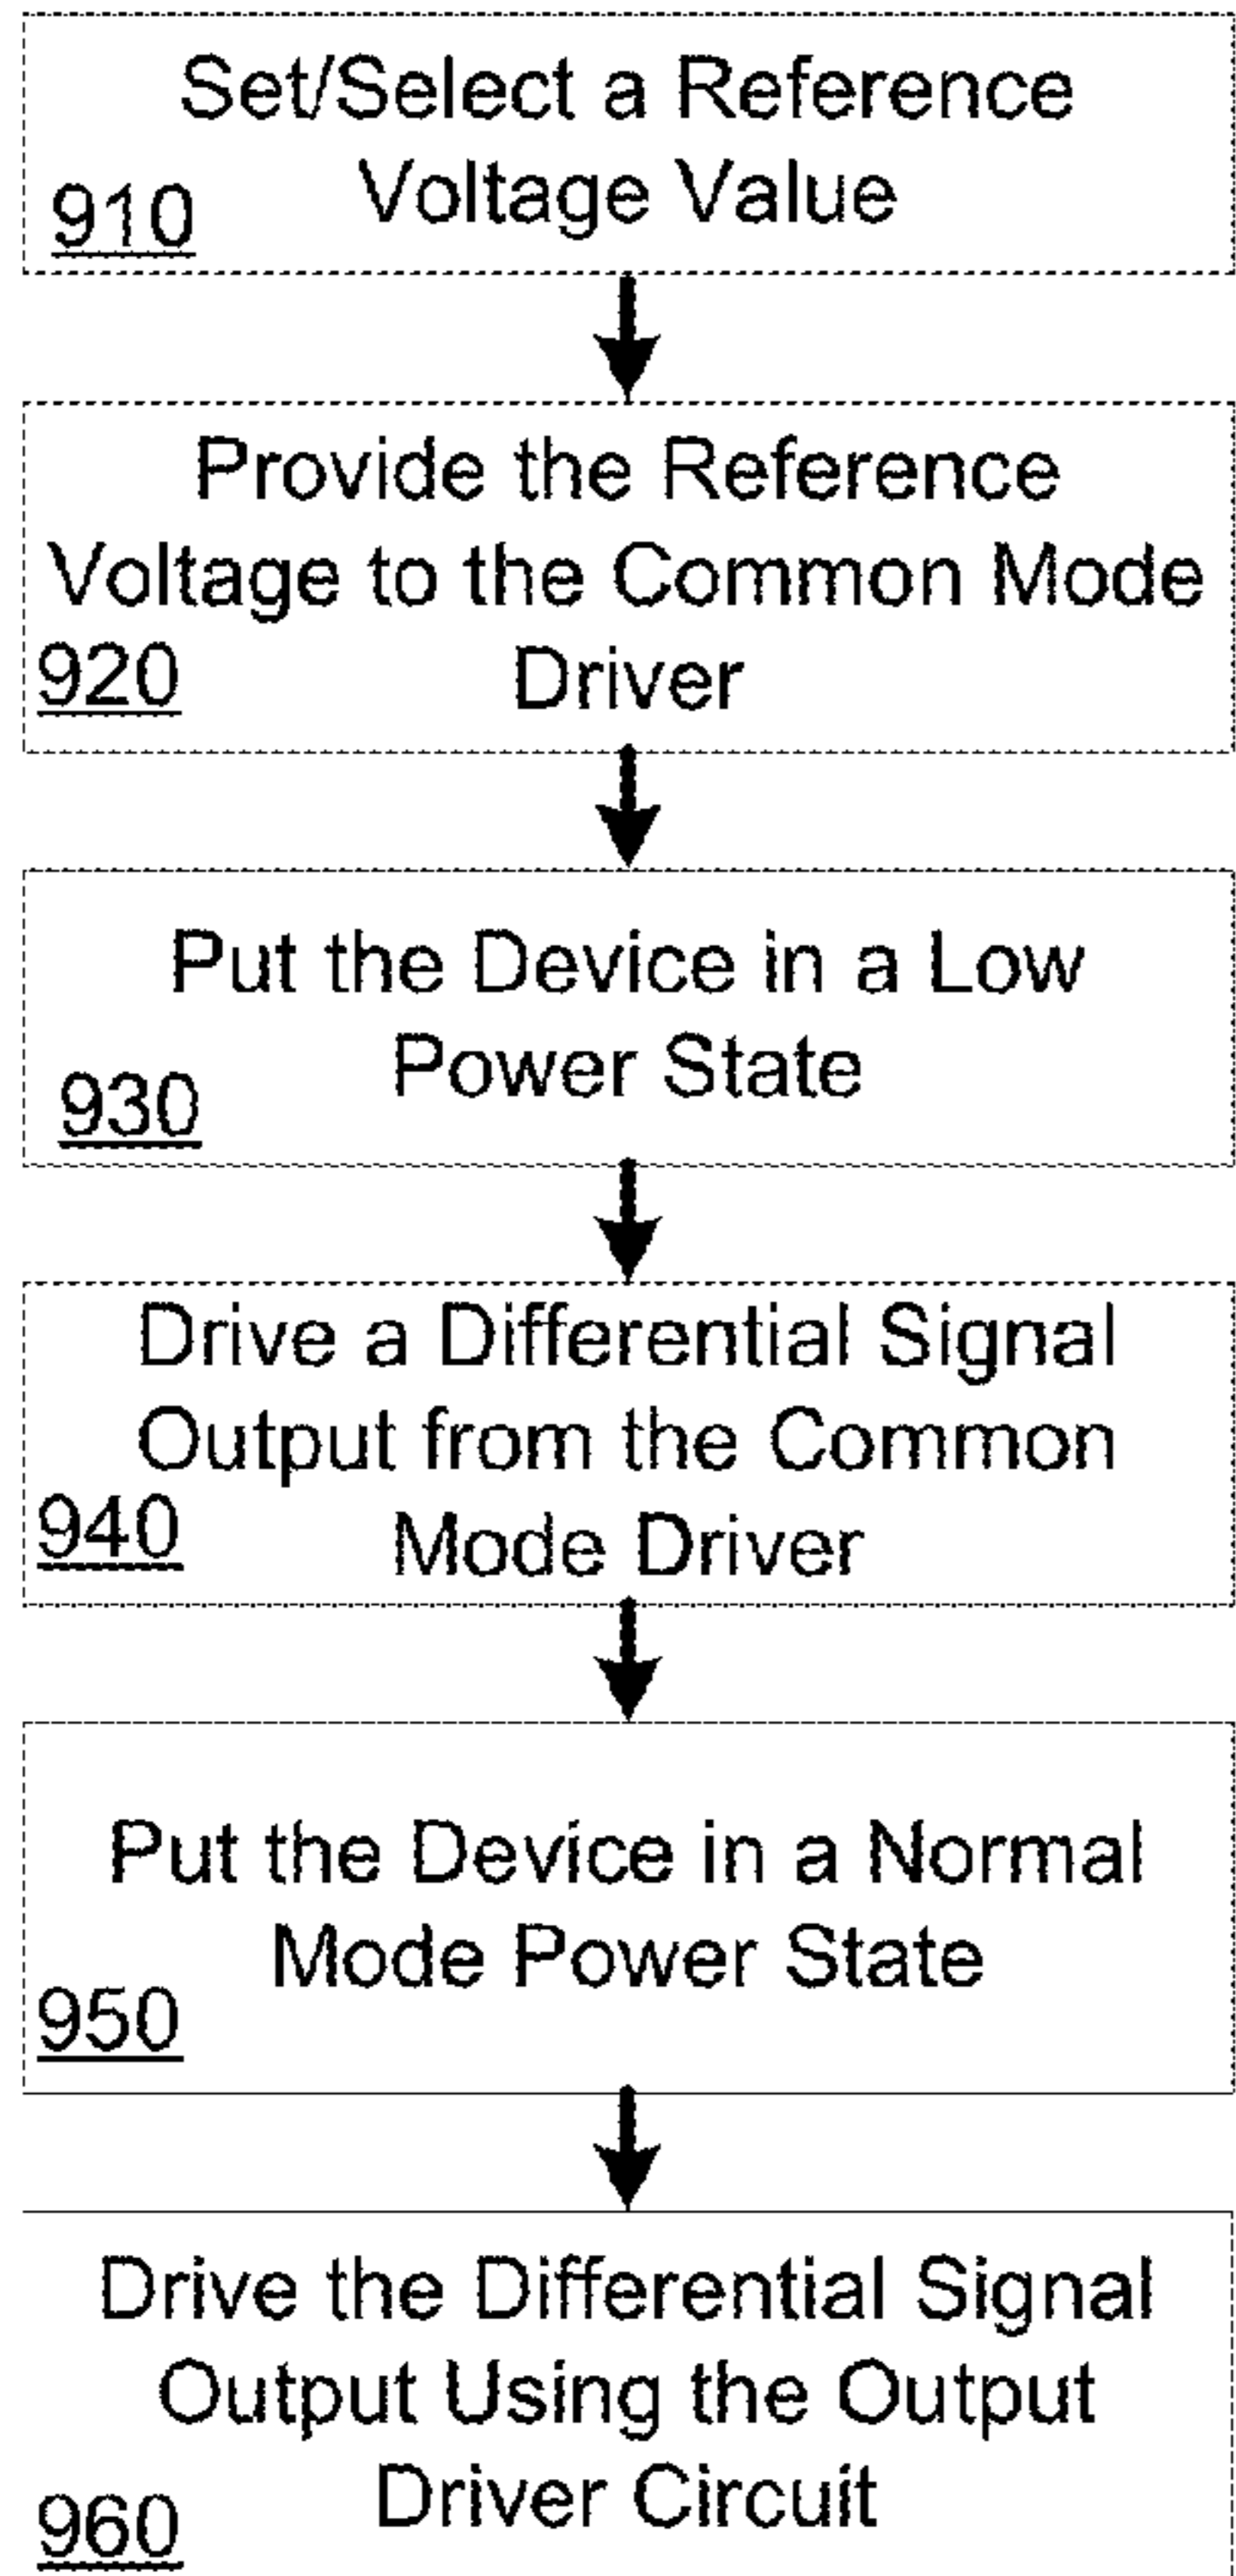 Set/Select a Reference
Voltage Value
910
Provide the Reference
Voltage to the Common Mode
Driver
920
Put the Device in a Low
Power State
930
Drive a Differential Signal
Output from the Common
Mode Driver
940
Put the Device in a Normal
Mode Power State
950
Drive the Differential Signal
Output Using the Output
Driver Circuit
960